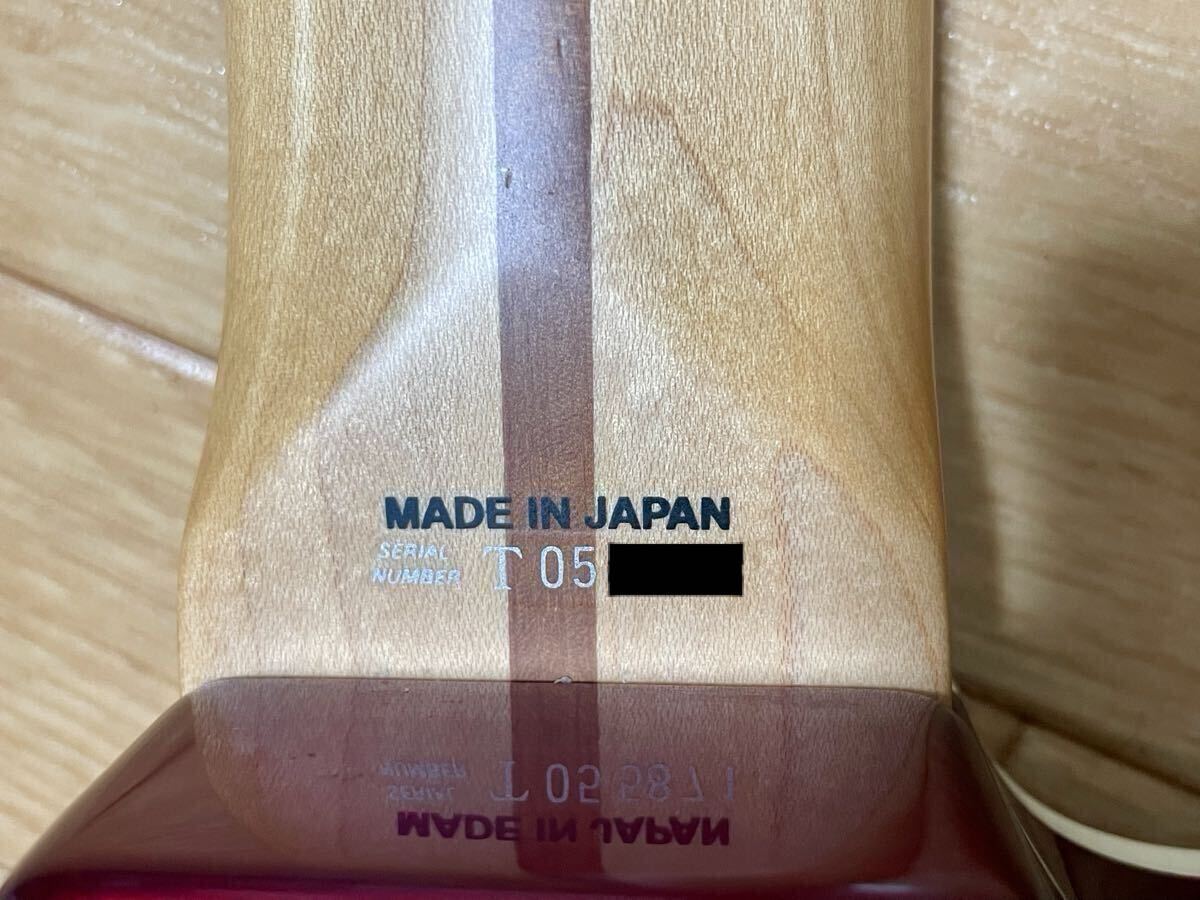 MADE IN JAPAN
SERIAL
NUMBER T 05